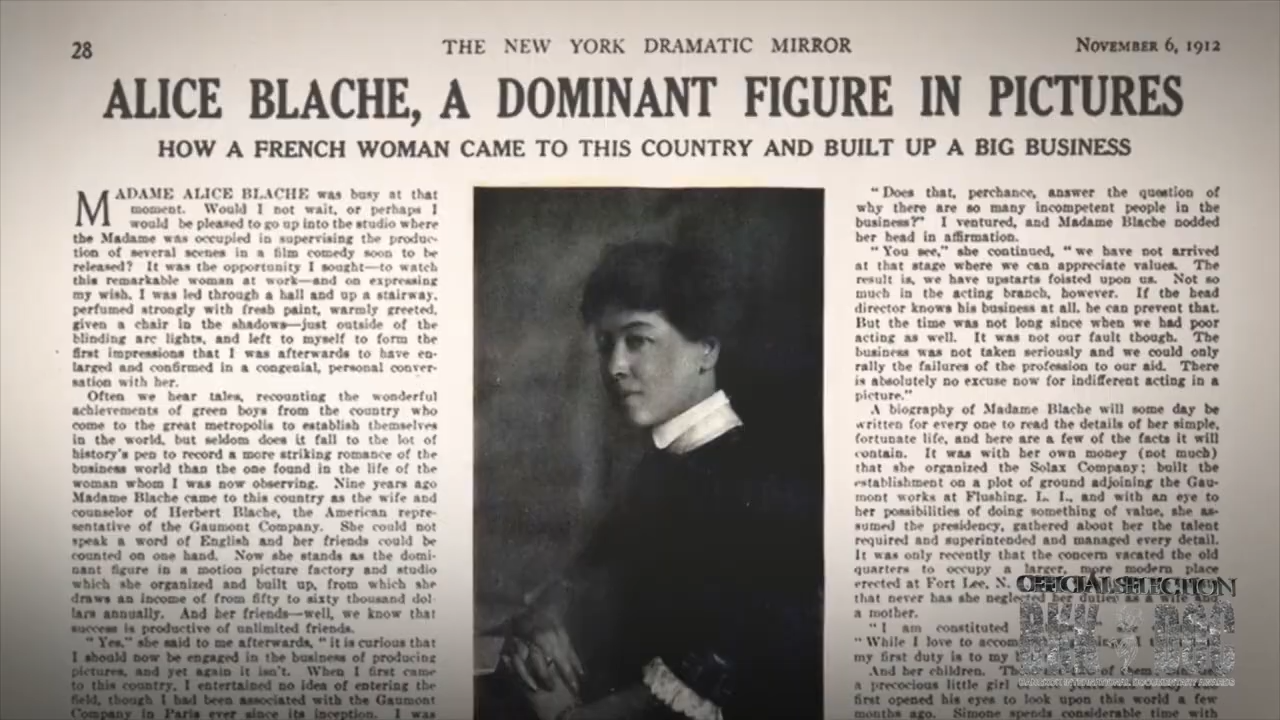 28
THE NEW YORK DRAMATIC MIRROR
NOVEMBER 6, 1912
ALICE BLACHE, A DOMINANT FIGURE IN PICTURES
HOW A FRENCH WOMAN CAME TO THIS COUNTRY AND BUILT UP A BIG BUSINESS
MADAME ALICE BLACHE was busy at that
moment. Would I not wait, or perhaps I
would be pleased to go up into the studio where
the Madame was occupied in supervising the produc-
tion of several scenes in a film comedy soon to be
released? It was the opportunity I sought—to watch
this remarkable woman at work—and on expressing
my wish, I was led through a hall and up a stairway,
perfumed strongly with fresh paint, warmly greeted,
given a chair in the shadows—just outside of the
blinding arc lights, and left to myself to form the
first impressions that I was afterwards to have en-
larged and confirmed in a congenial, personal conver-
sation with her.
Often we hear tales, recounting the wonderful
achievements of green boys from the country who
come to the great metropolis to establish themselves
in the world, but seldom does it fall to the lot of
history's pen to record a more striking romance of the
business world than the one found in the life of the
woman whom I was now observing. Nine years ago
Madame Blache came to this country as the wife and
counselor of Herbert Blache, the American repre-
sentative of the Gaumont Company. She could not
speak a word of English and her friends could be
counted on one hand. Now she stands as the domi-
nant figure in a motion picture factory and studio
which she organized and built up, from which she
draws an income of from fifty to sixty thousand dol-
lars annually. And her friends—well, we know that
success is productive of unlimited friends.
"Yes," she said to me afterwards, "it is curious that
I should now be engaged in the business of producing
pictures, and yet again it isn't. When I first came
to this country, I entertained no idea of entering the
field, though I had been associated with the Gaumont
Company in Paris ever since its inception. I was
"Does that, perchance, answer the question of
why there are so many incompetent people in the
business?" I ventured, and Madame Blache nodded
her head in affirmation.
"You see," she continued, "we have not arrived
at that stage where we can appreciate values. The
result is, we have upstarts foisted upon us. Not so
much in the acting branch, however. If the head
director knows his business at all, he can prevent that.
But the time was not long since when we had poor
acting as well. It was not our fault though. The
business was not taken seriously and we could only
rally the failures of the profession to our aid. There
is absolutely no excuse now for indifferent acting in a
picture."
A biography of Madame Blache will some day be
written for every one to read the details of her simple,
fortunate life, and here are a few of the facts it will
contain. It was with her own money (not much)
that she organized the Solax Company; built the
establishment on a plot of ground adjoining the Gau-
mont works at Flushing, L. I., and with an eye to
her possibilities of doing something of value, she as-
sumed the presidency, gathered about her the talent
required and superintended and managed every detail.
It was only recently that the concern vacated the old
quarters to occupy a larger, more modern place
erected at Fort Lee, N.
that never has she neglected her duties as a wife and
a mother.
"I am constituted
"While I love to
my first duty is to my
And her children.
a precocious little girl
first opened his eyes to look upon this world a few
months ago. Simone spends considerable time with
OFFICIAL SELECTION